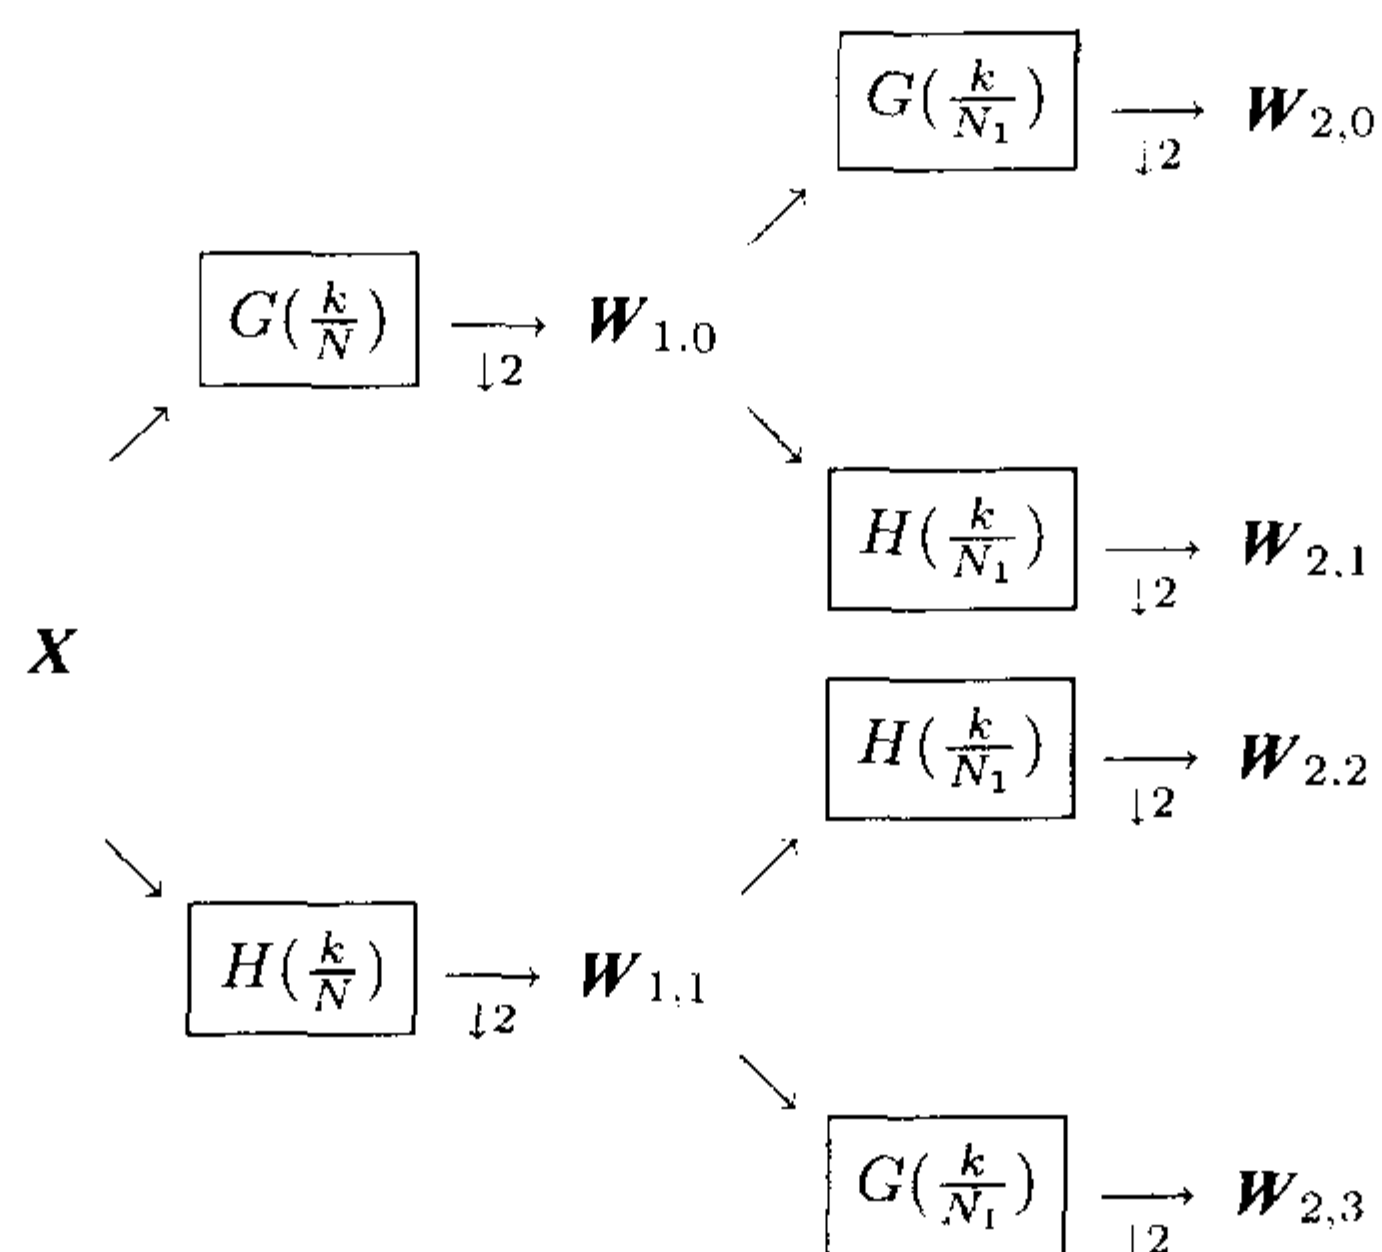 G(k/N₁) ⟶ ↓2 W₂,₀
G(k/N) ⟶ ↓2 W₁.₀
H(k/N₁) ⟶ ↓2 W₂.₁
X
H(k/N₁) ⟶ ↓2 W₂.₂
H(k/N) ⟶ ↓2 W₁,₁
G(k/N₁) ⟶ ↓2 W₂,₃